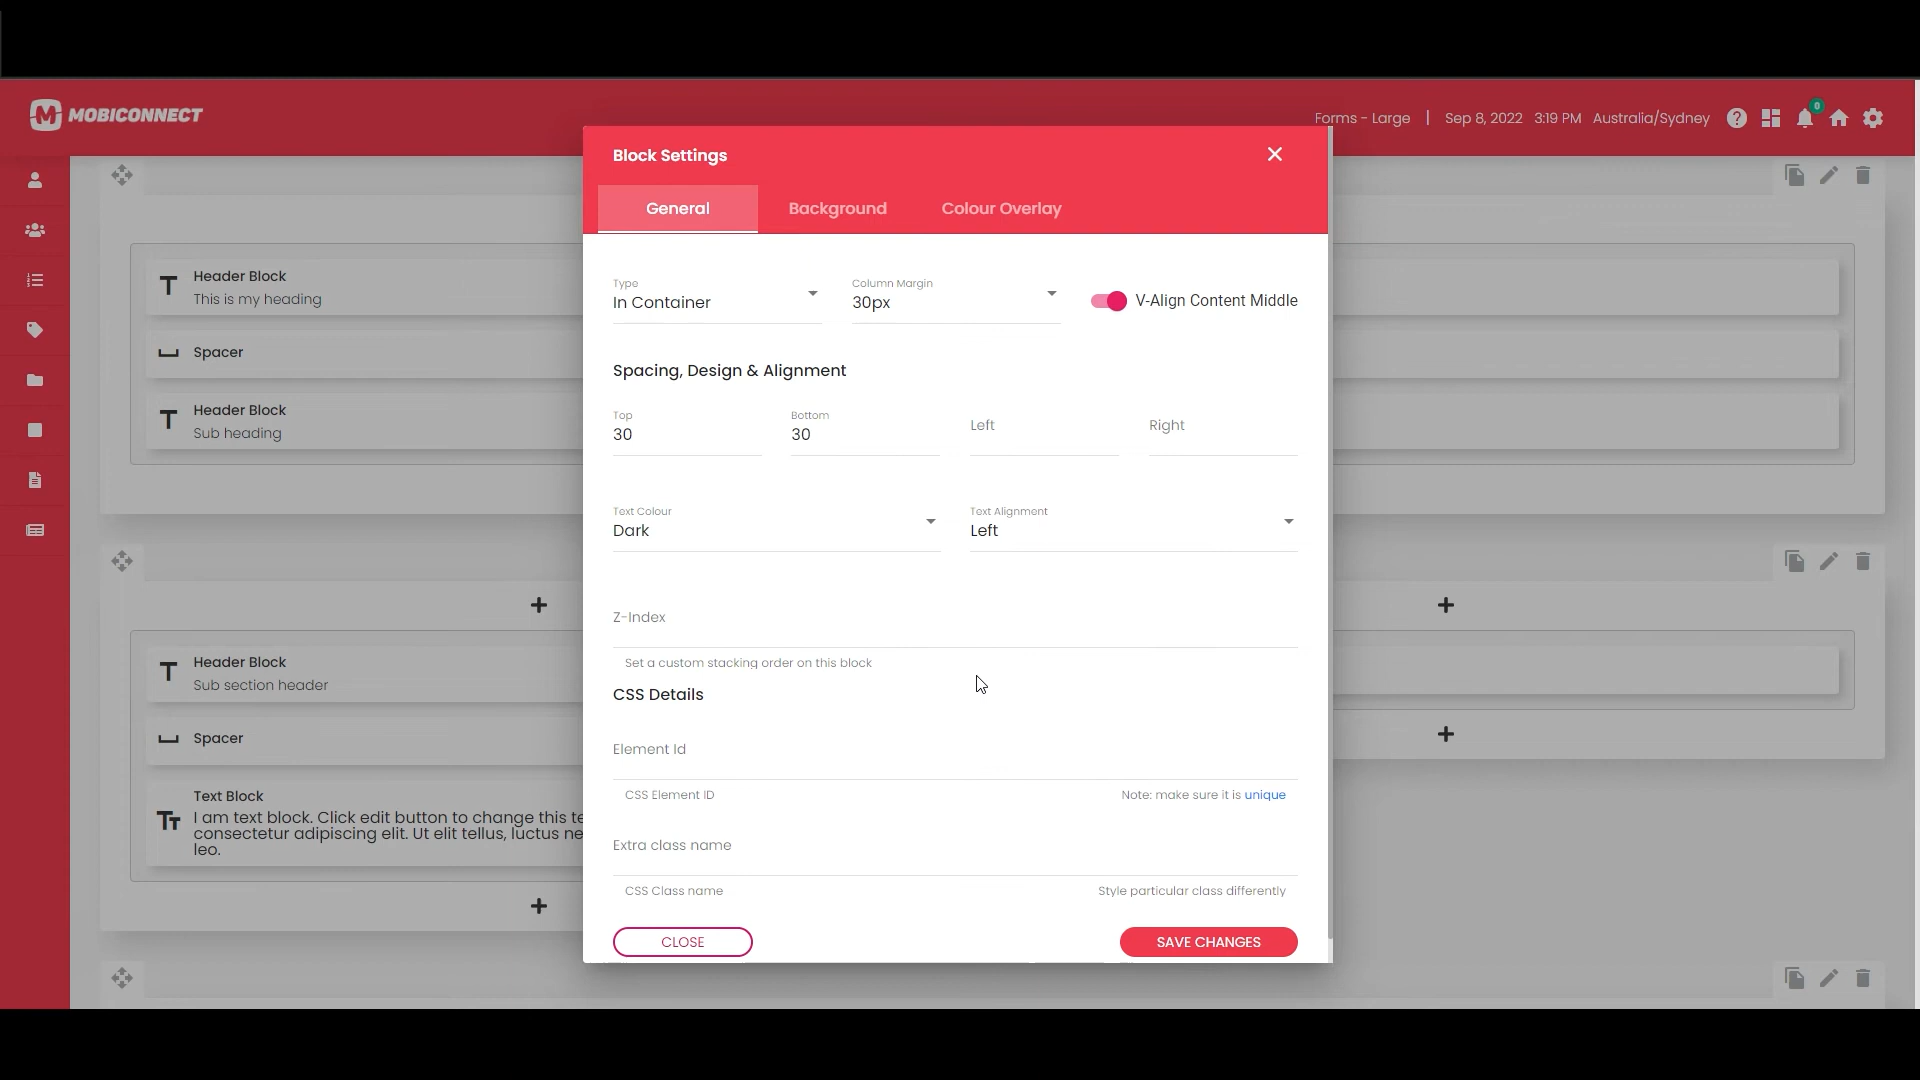 MOBICONNECT
Forms - Large | Sep 8, 2022 3:19 PM Australia/Sydney
0
Block Settings
General Background Colour Overlay
Header Block
This is my heading
Spacer
Header Block
Sub heading
Header Block
Sub section header
Spacer
Text Block
I am text block. Click edit button to change this te
consectetur adipiscing elit. Ut elit tellus, luctus ne
leo.
Type
In Container
Column Margin
30px
V-Align Content Middle
Spacing, Design & Alignment
Top
30
Bottom
30
Left
Right
Text Colour
Dark
Text Alignment
Left
Z-Index
Set a custom stacking order on this block
CSS Details
Element Id
CSS Element ID
Note: make sure it is unique
Extra class name
CSS Class name
Style particular class differently
CLOSE
SAVE CHANGES